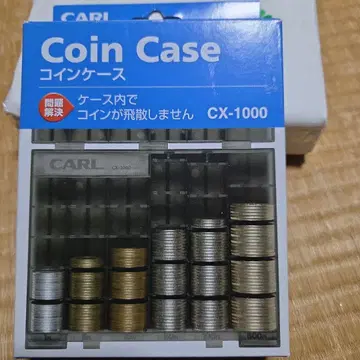 CARL
Coin Case
コインケース
問題
解決
ケース内で
コインが飛散しません
CX-1000
CARL